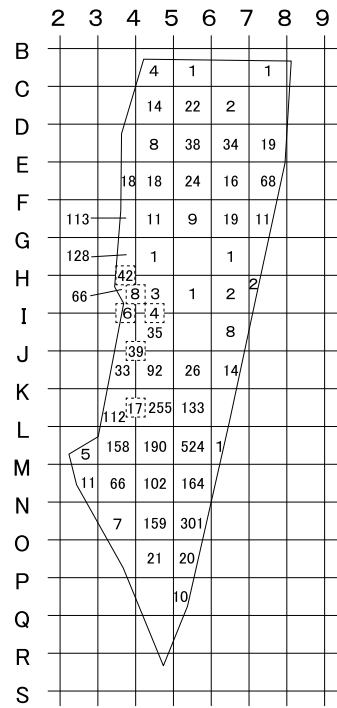 2 3 4 5 6 7 8 9
B
4 1 1
C
14 22 2
D
8 38 34 19
E
18 18 24 16 68
F
113 11 9 19 11
G
128 1 1
H
42
66 8 3 1 2 2
I
6 4
35 8
J
39
33 92 26 14
K
112 17 255 133
L
158 190 524 1
5
M
11 66 102 164
N
7 159 301
O
21 20
P
10
Q
R
S